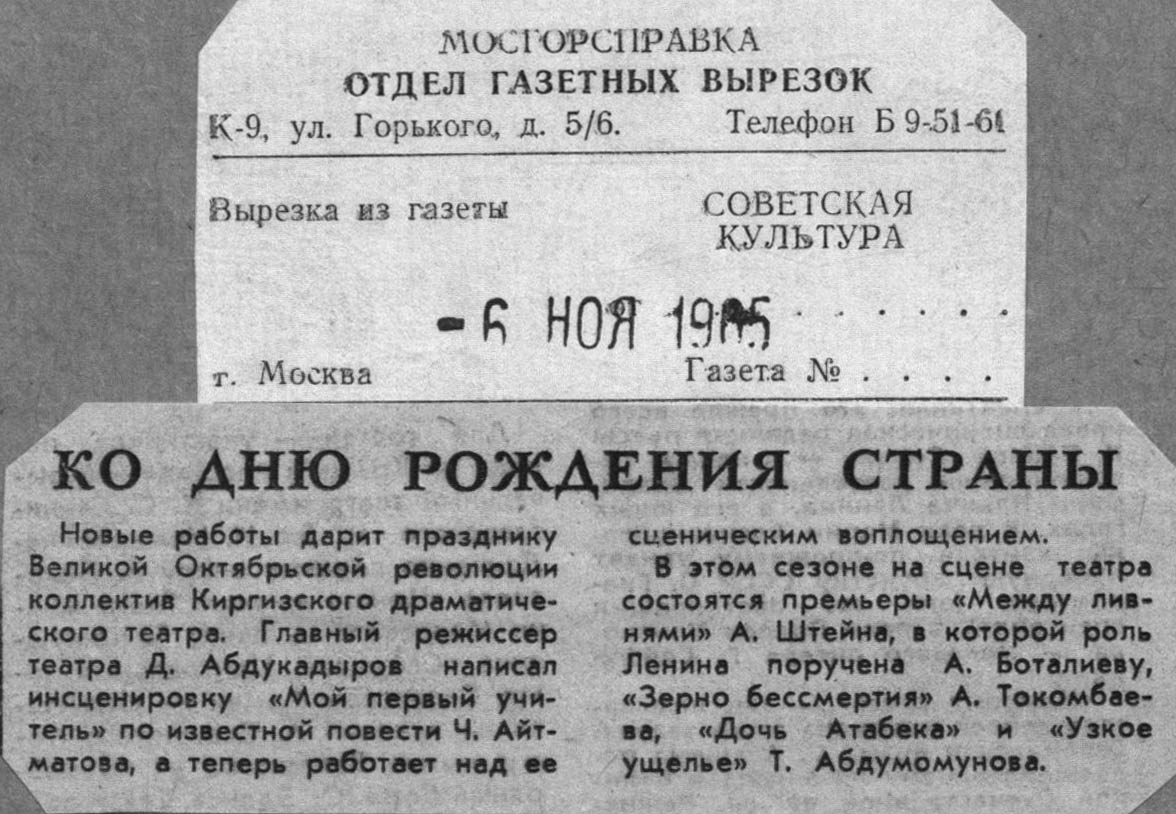 МОСГОРСПРАВКА
ОТДЕЛ ГАЗЕТНЫХ ВЫРЕЗОК
К-9, ул. Горького, д. 5/6. Телефон Б 9-51-61
Вырезка из газеты СОВЕТСКАЯ
КУЛЬТУРА
-6 НОЯ
г. Москва Газета № . . . .
КО ДНЮ РОЖДЕНИЯ СТРАНЫ
Новые работы дарит празднику
Великой Октябрьской революции
коллектив Киргизского драматиче-
ского театра. Главный режиссер
театра Д. Абдукадыров написал
инсценировку «Мой первый учи-
тель» по известной повести Ч. Айт-
матова, а теперь работает над ее
сценическим воплощением.
В этом сезоне на сцене театра
состоятся премьеры «Между лив-
нями» А. Штейна, в которой роль
Ленина поручена А. Боталиеву,
«Зерно бессмертия» А. Токомбае-
ва, «Дочь Атабека» и «Узкое
ущелье» Т. Абдумомунова.